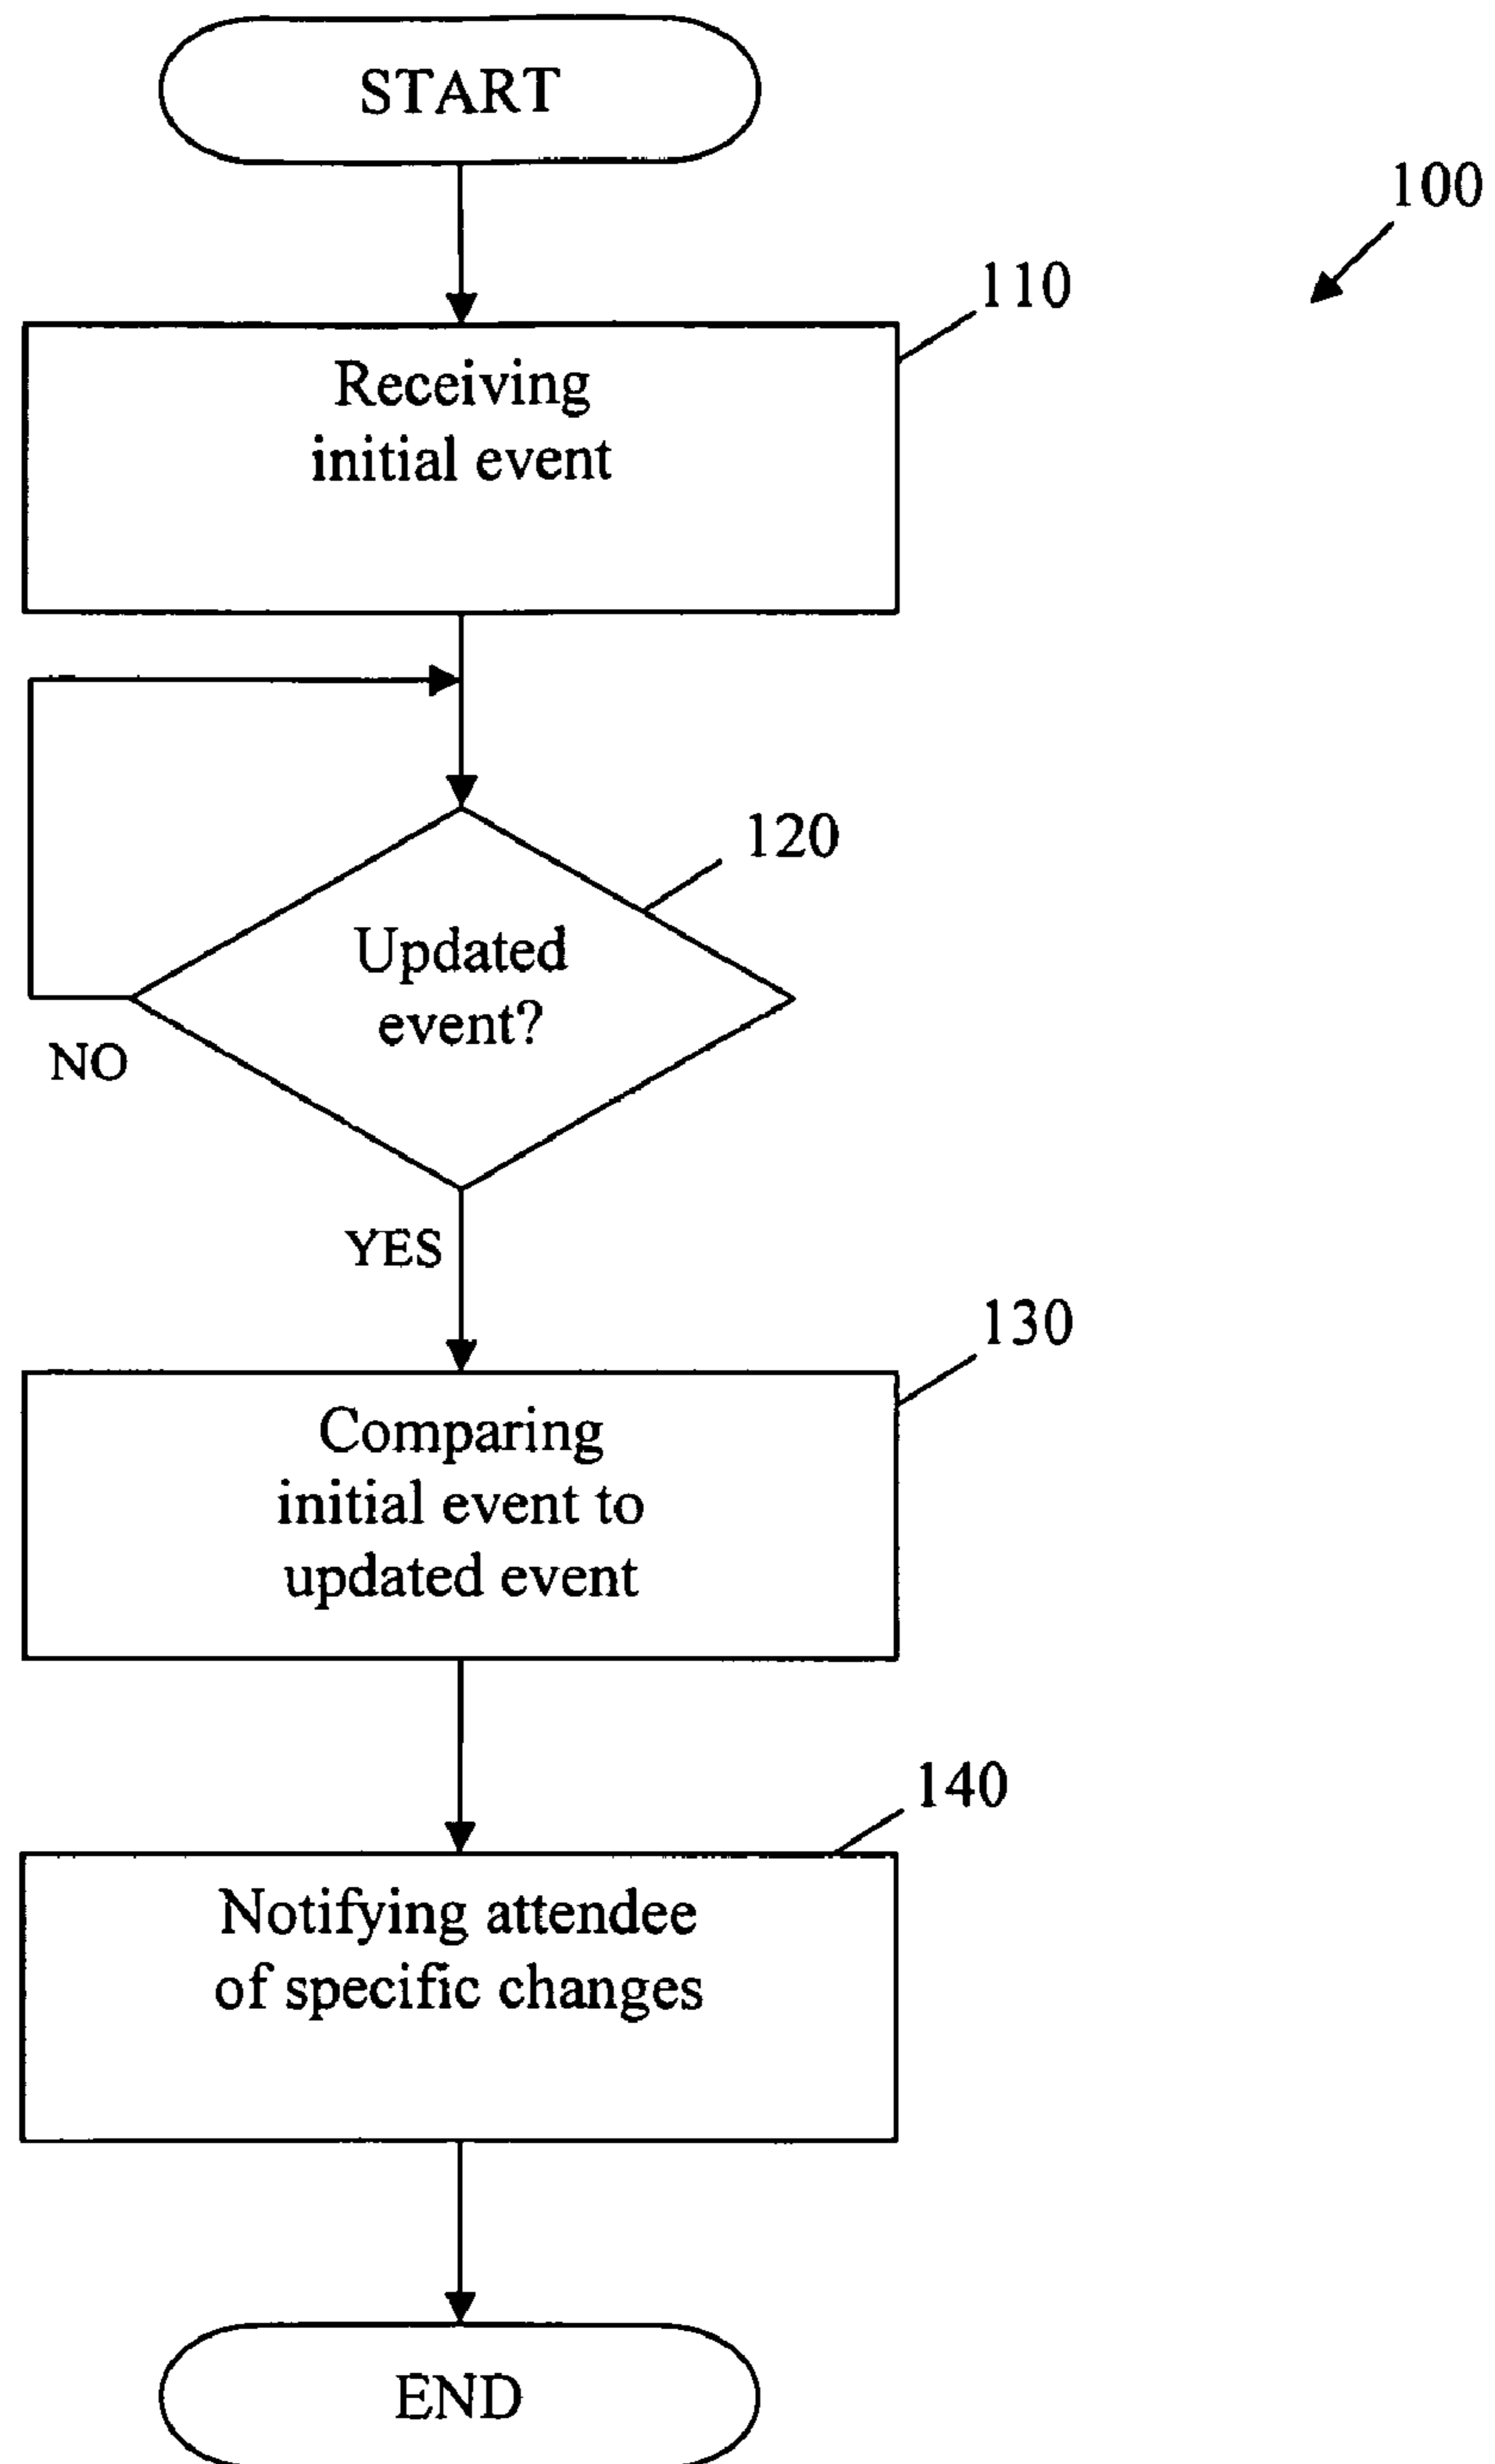 START
100
110
Receiving
initial event
120
Updated
event?
NO
YES
130
Comparing
initial event to
updated event
140
Notifying attendee
of specific changes
END